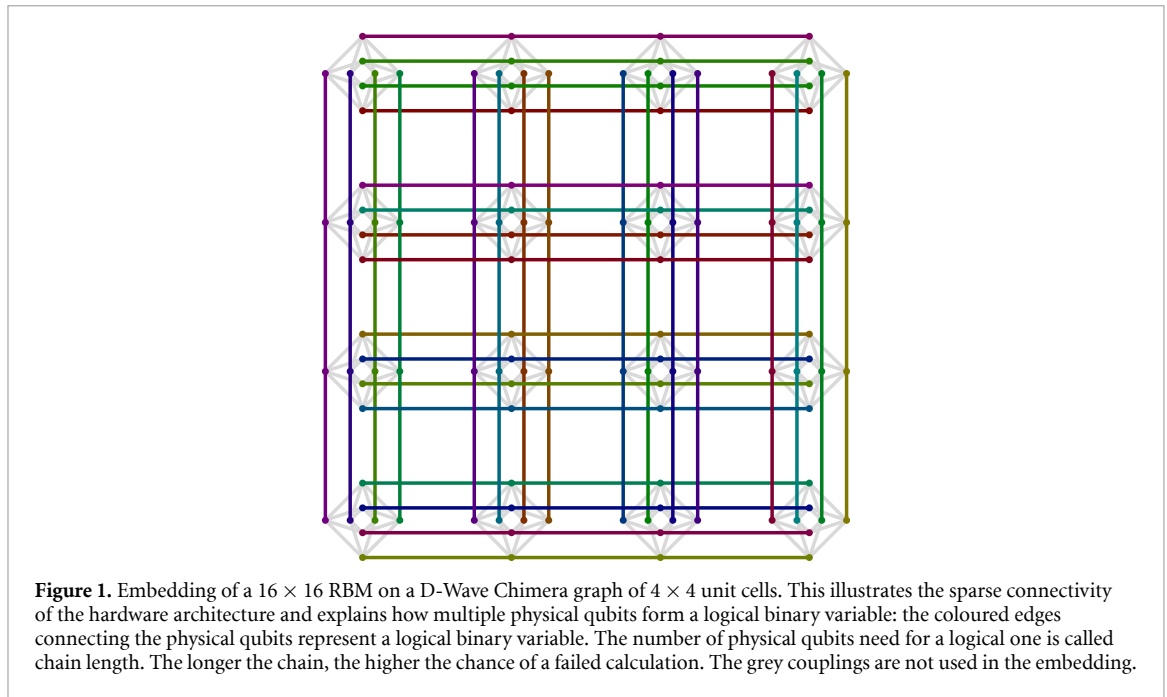 Figure 1. Embedding of a 16 × 16 RBM on a D-Wave Chimera graph of 4 × 4 unit cells. This illustrates the sparse connectivity
of the hardware architecture and explains how multiple physical qubits form a logical binary variable: the coloured edges
connecting the physical qubits represent a logical binary variable. The number of physical qubits need for a logical one is called
chain length. The longer the chain, the higher the chance of a failed calculation. The grey couplings are not used in the embedding.